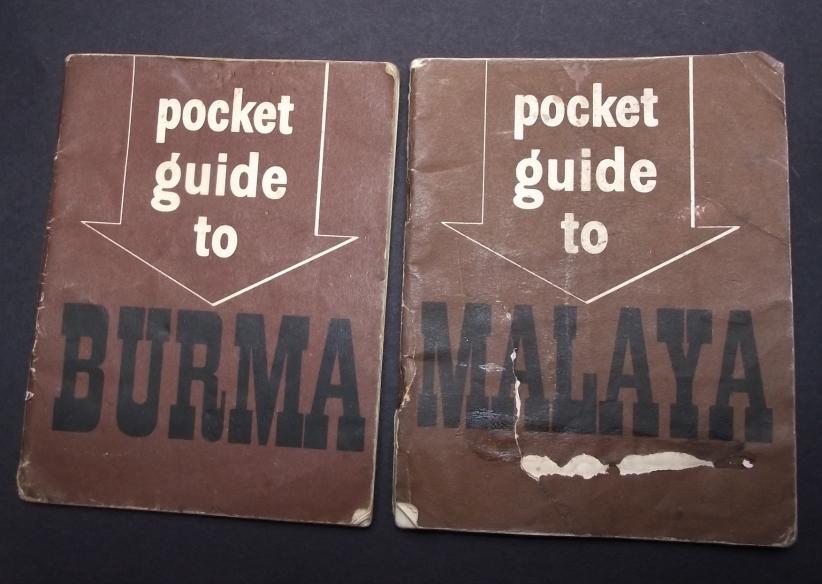 pocket
guide
to
BURMA
pocket
guide
to
MALAYA